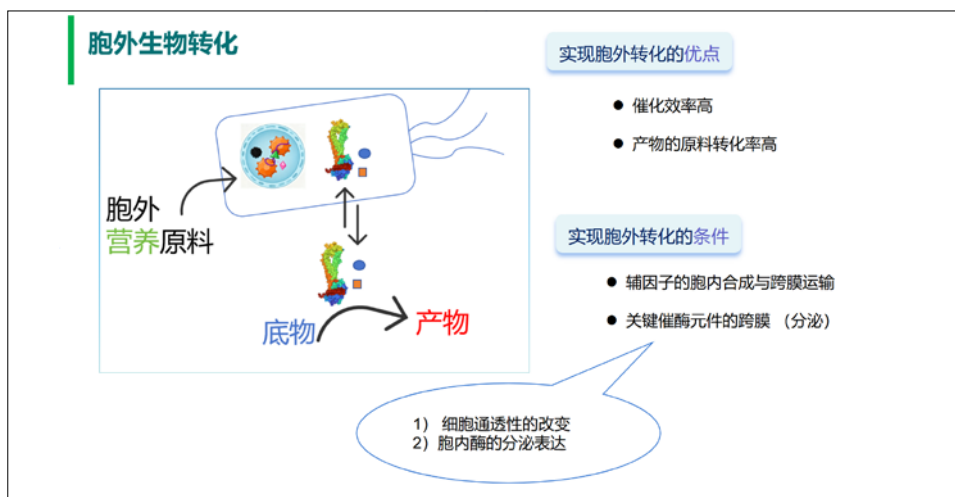 胞外生物转化
实现胞外转化的优点
● 催化效率高
● 产物的原料转化率高
胞外
营养原料
底物
产物
实现胞外转化的条件
● 辅因子的胞内合成与跨膜运输
● 关键催酶元件的跨膜 （分泌）
1） 细胞通透性的改变
2）胞内酶的分泌表达